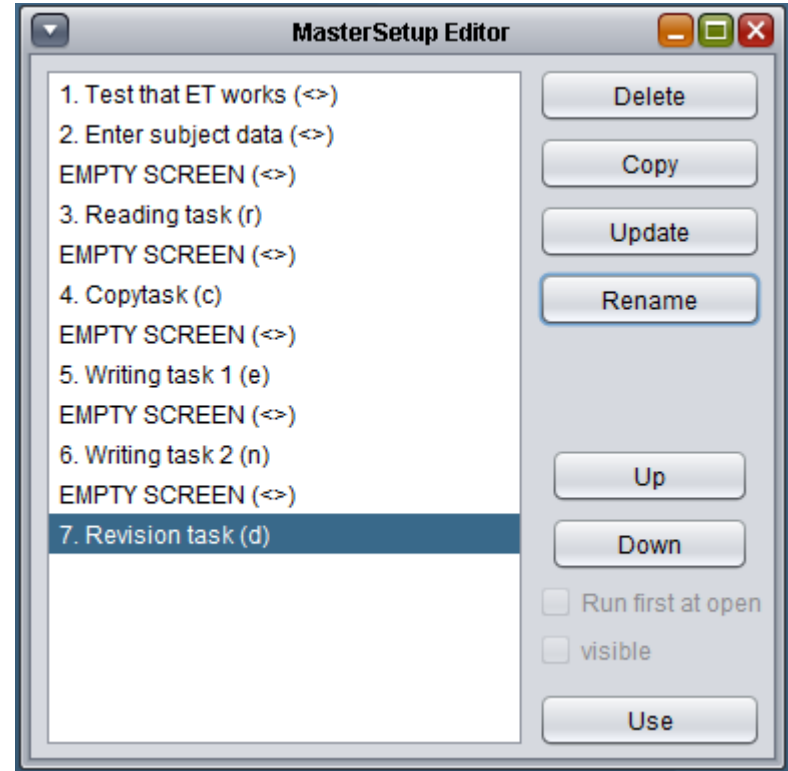 MasterSetup Editor
1. Test that ET works (<>)
2. Enter subject data (<>)
EMPTY SCREEN (<>)
3. Reading task (r)
EMPTY SCREEN (<>)
4. Copytask (c)
EMPTY SCREEN (<>)
5. Writing task 1 (e)
EMPTY SCREEN (<>)
6. Writing task 2 (n)
EMPTY SCREEN (<>)
7. Revision task (d)
Delete
Copy
Update
Rename
Up
Down
Run first at open
visible
Use